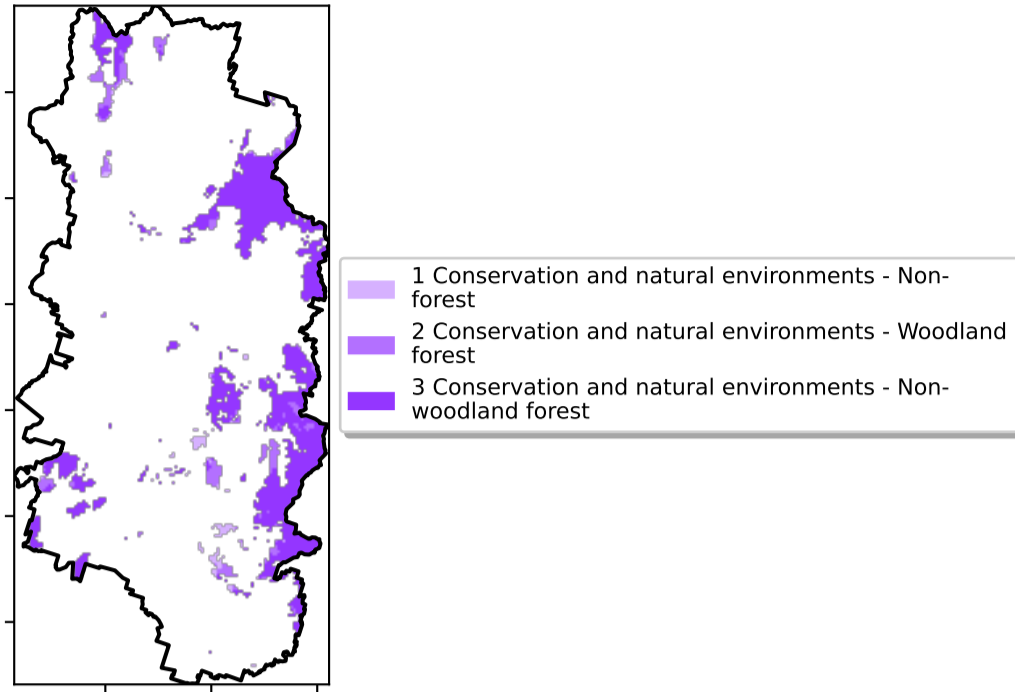 1 Conservation and natural environments - Non-
forest
2 Conservation and natural environments - Woodland
forest
3 Conservation and natural environments - Non-
woodland forest